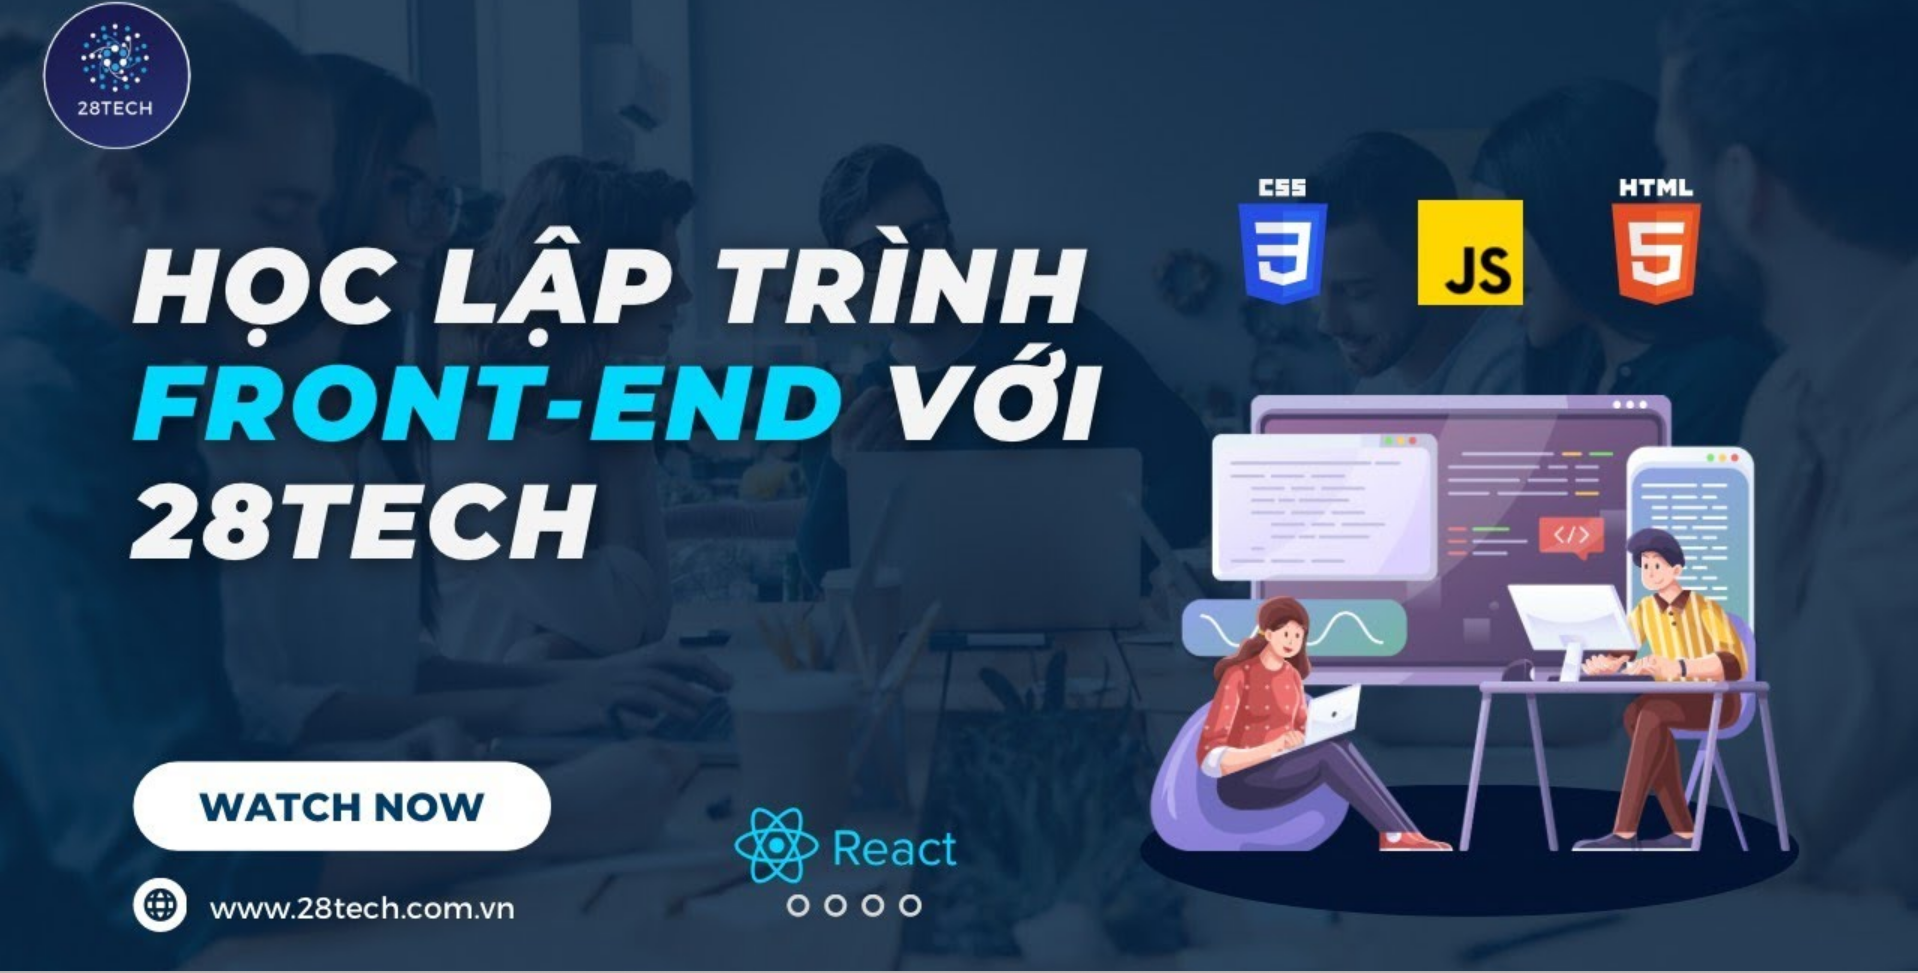 28TECH
CSS
HTML
JS
HỌC LẬP TRÌNH
FRONT-END VỚI
28TECH
</>
WATCH NOW
React
www.28tech.com.vn